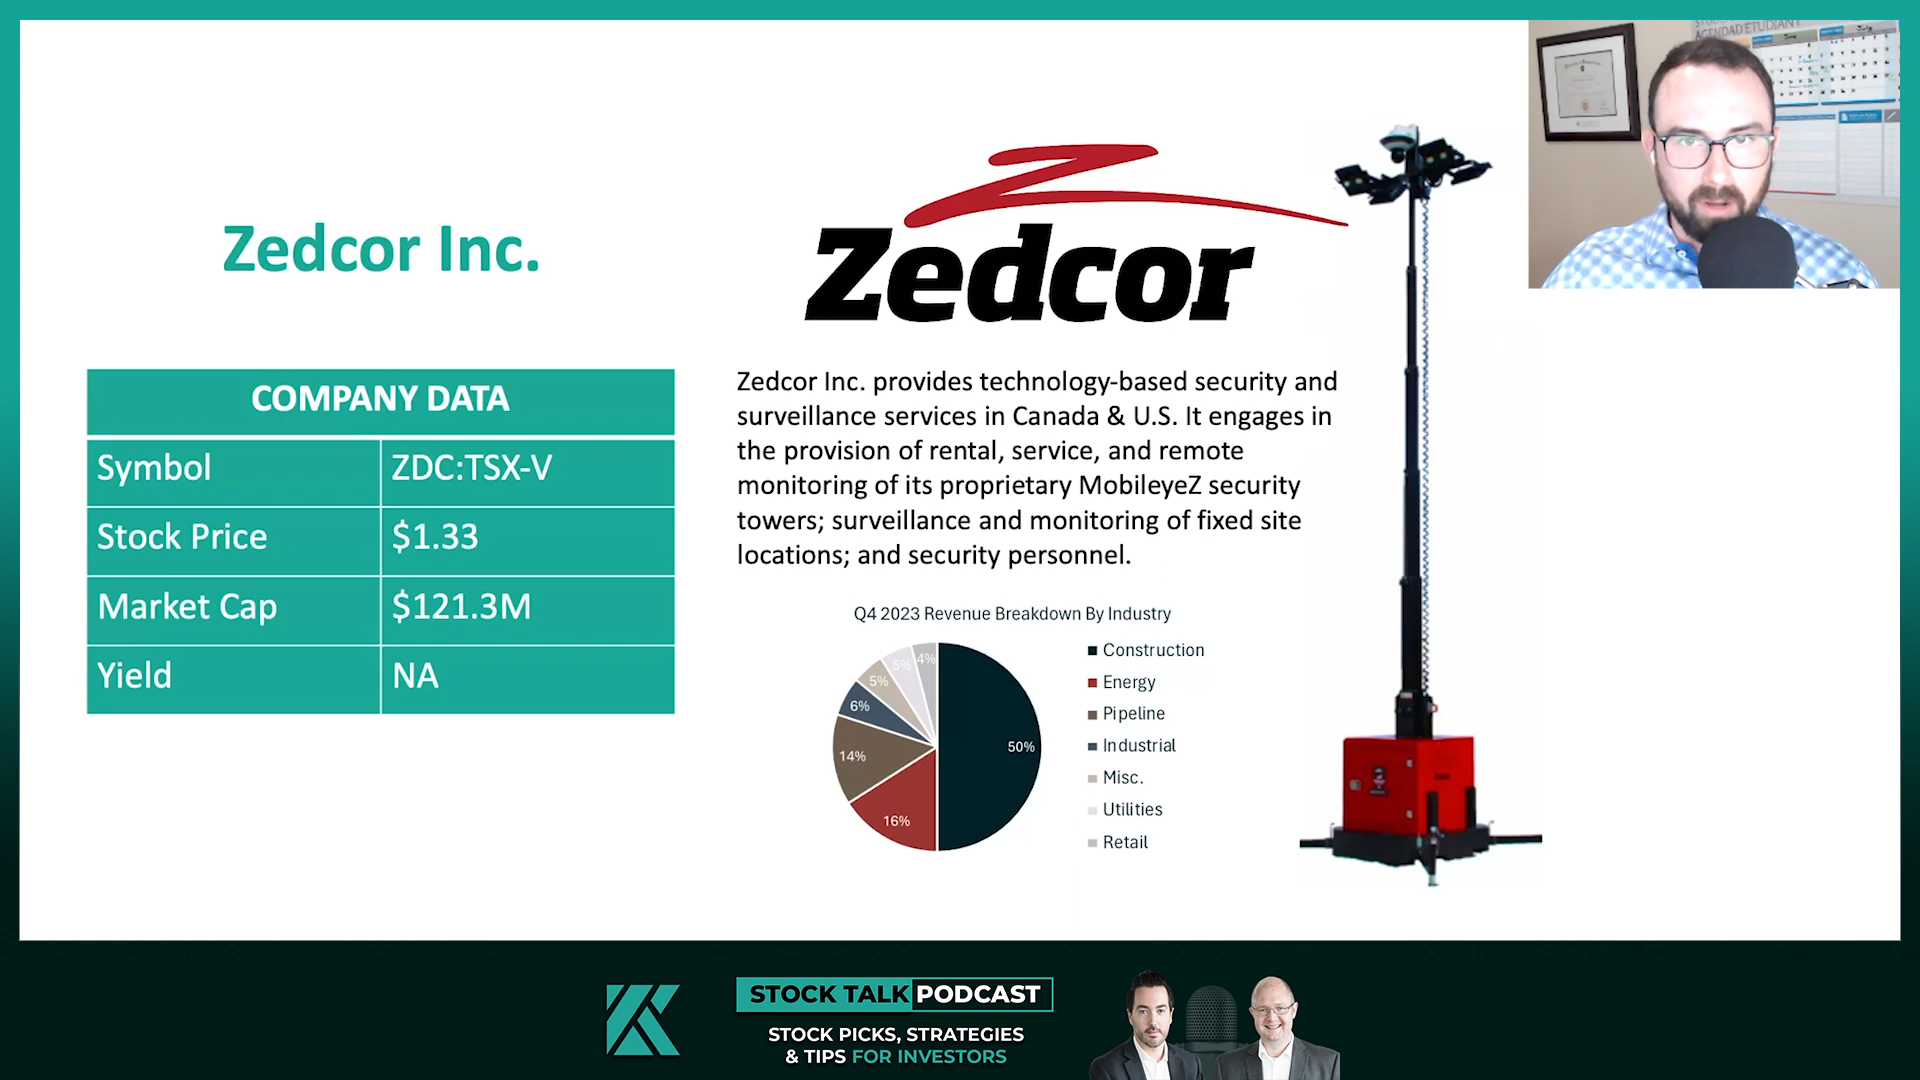 AGENDAD'ETUDIANT
Zedcor Inc.
COMPANY DATA
Symbol ZDC:TSX-V
Stock Price $1.33
Market Cap $121.3M
Yield NA
Zedcor
Zedcor Inc. provides technology-based security and
surveillance services in Canada & U.S. It engages in
the provision of rental, service, and remote
monitoring of its proprietary MobileyeZ security
towers; surveillance and monitoring of fixed site
locations; and security personnel.
Q4 2023 Revenue Breakdown By Industry
50%
16%
14%
6%
5%
5%
4%
Construction
Energy
Pipeline
Industrial
Misc.
Utilities
Retail
STOCK TALK PODCAST
STOCK PICKS, STRATEGIES
& TIPS FOR INVESTORS